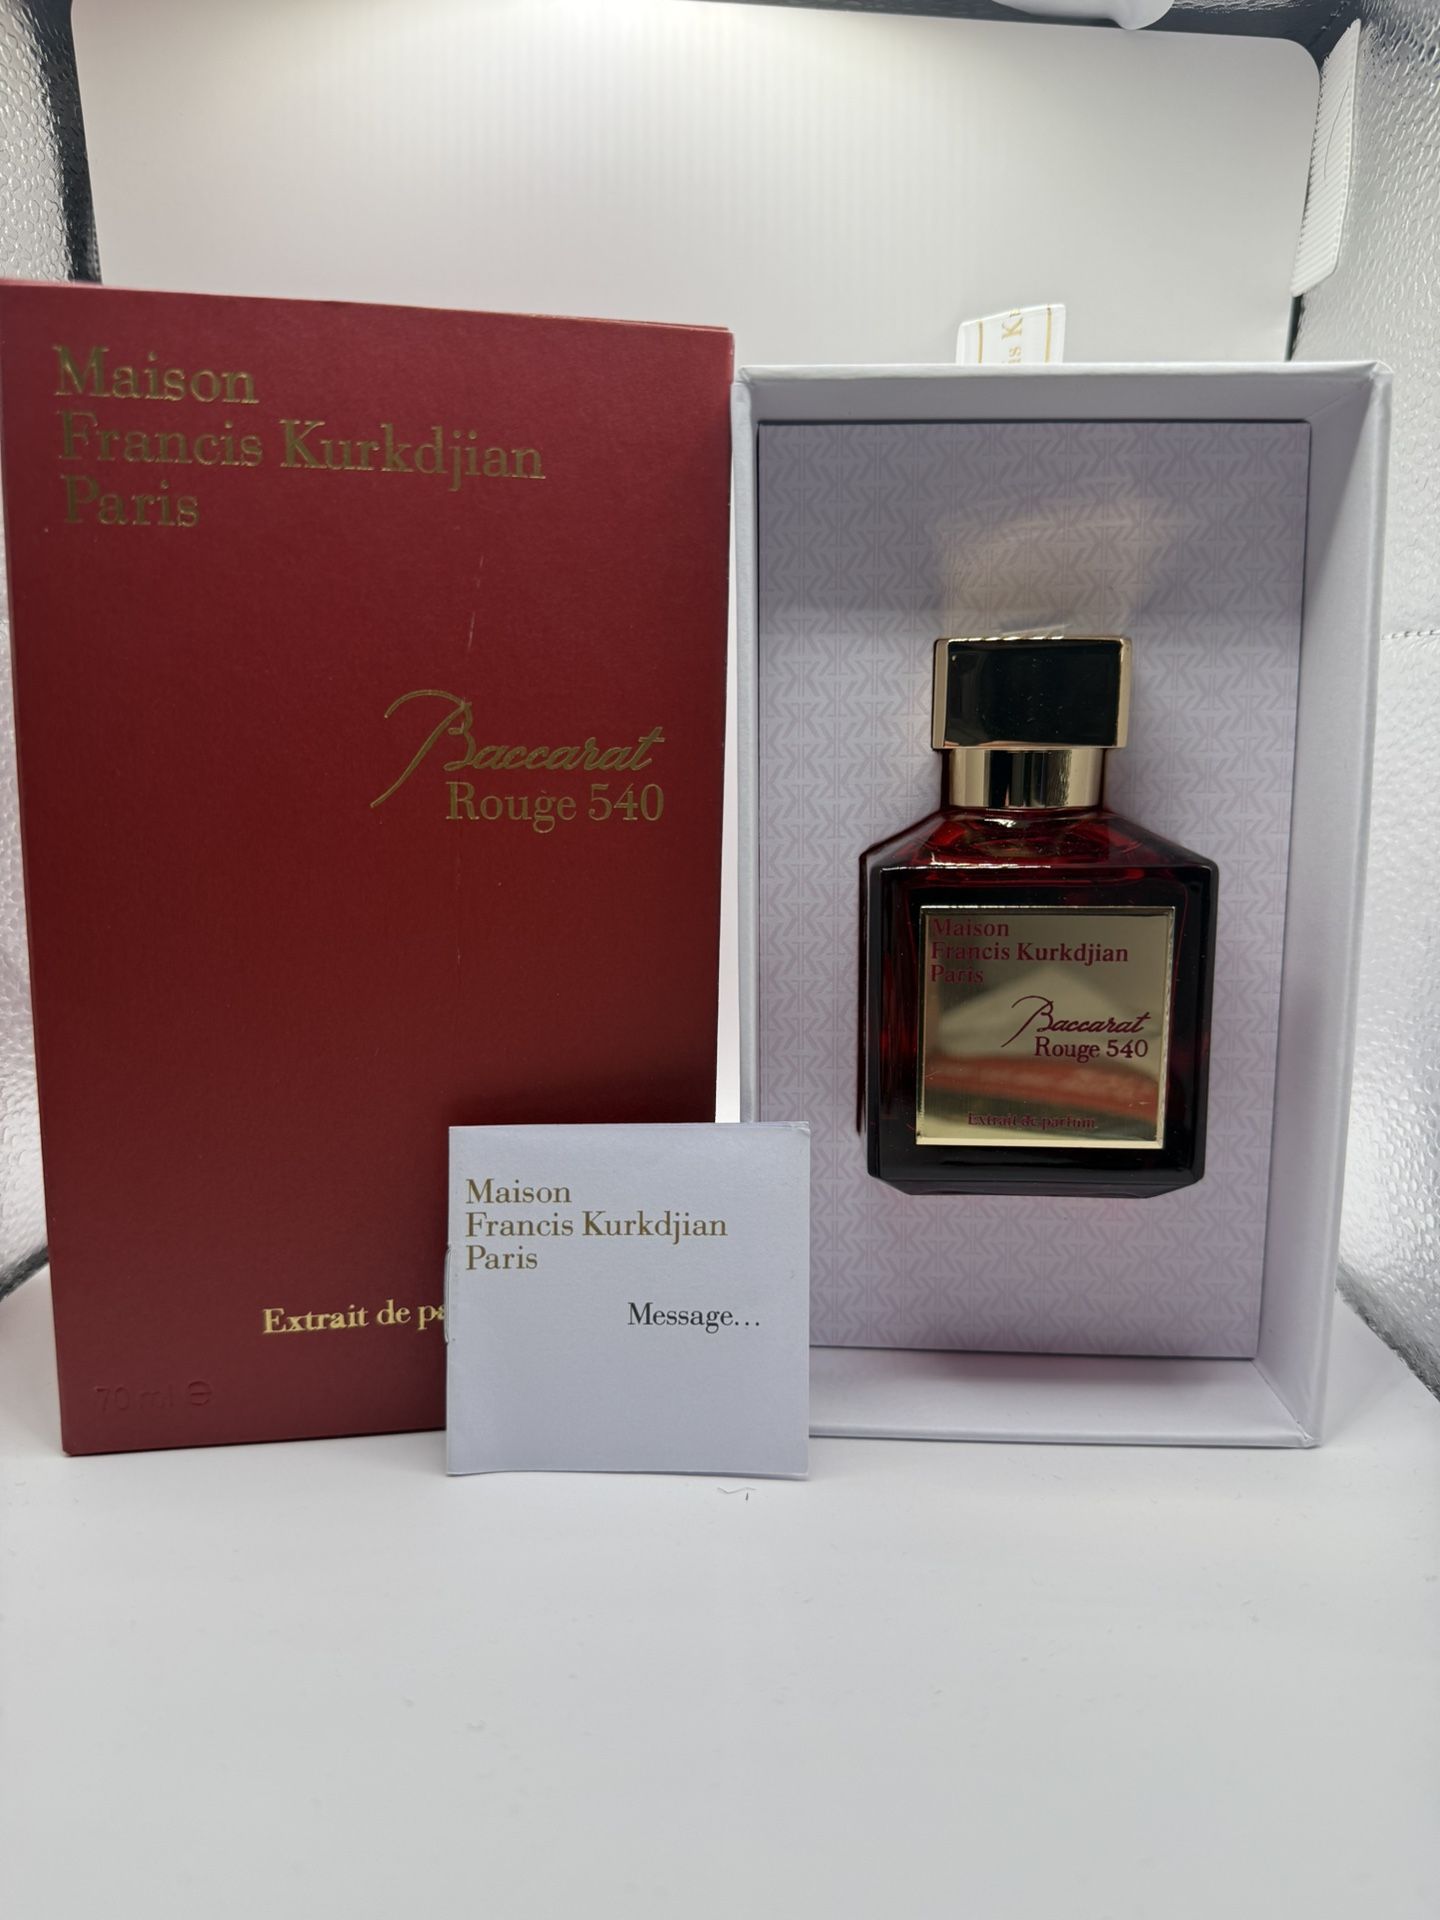 Maison
Francis Kurkdjian
Paris
Baccarat
Rouge 540
Extrait de
70 ml
Maison
Francis Kurkdjian
Paris
Message...
Maison
Francis Kurkdjian
Paris
Baccarat
Rouge 540
Extrait de parfum